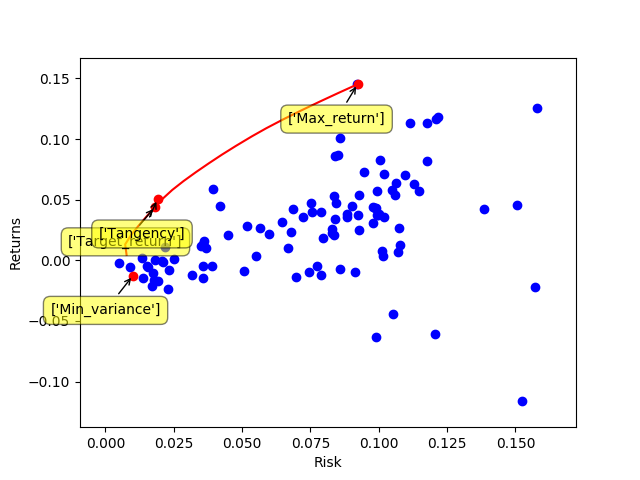 0.15
['Max_return']
0.10
0.05
['Tangency']
['Target_return']
0.00
['Min_variance']
−0.05
−0.10
Returns
0.000 0.025 0.050 0.075 0.100 0.125 0.150
Risk